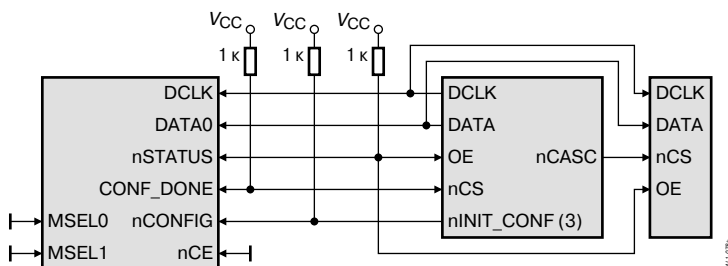 VCC VCC VCC
1 к 1 к 1 к
DCLK DCLK DCLK
DATA0 DATA DATA
nSTATUS OE nCASC nCS
CONF_DONE nCS OE
MSEL0 nCONFIG nINIT_CONF (3)
MSEL1 nCE